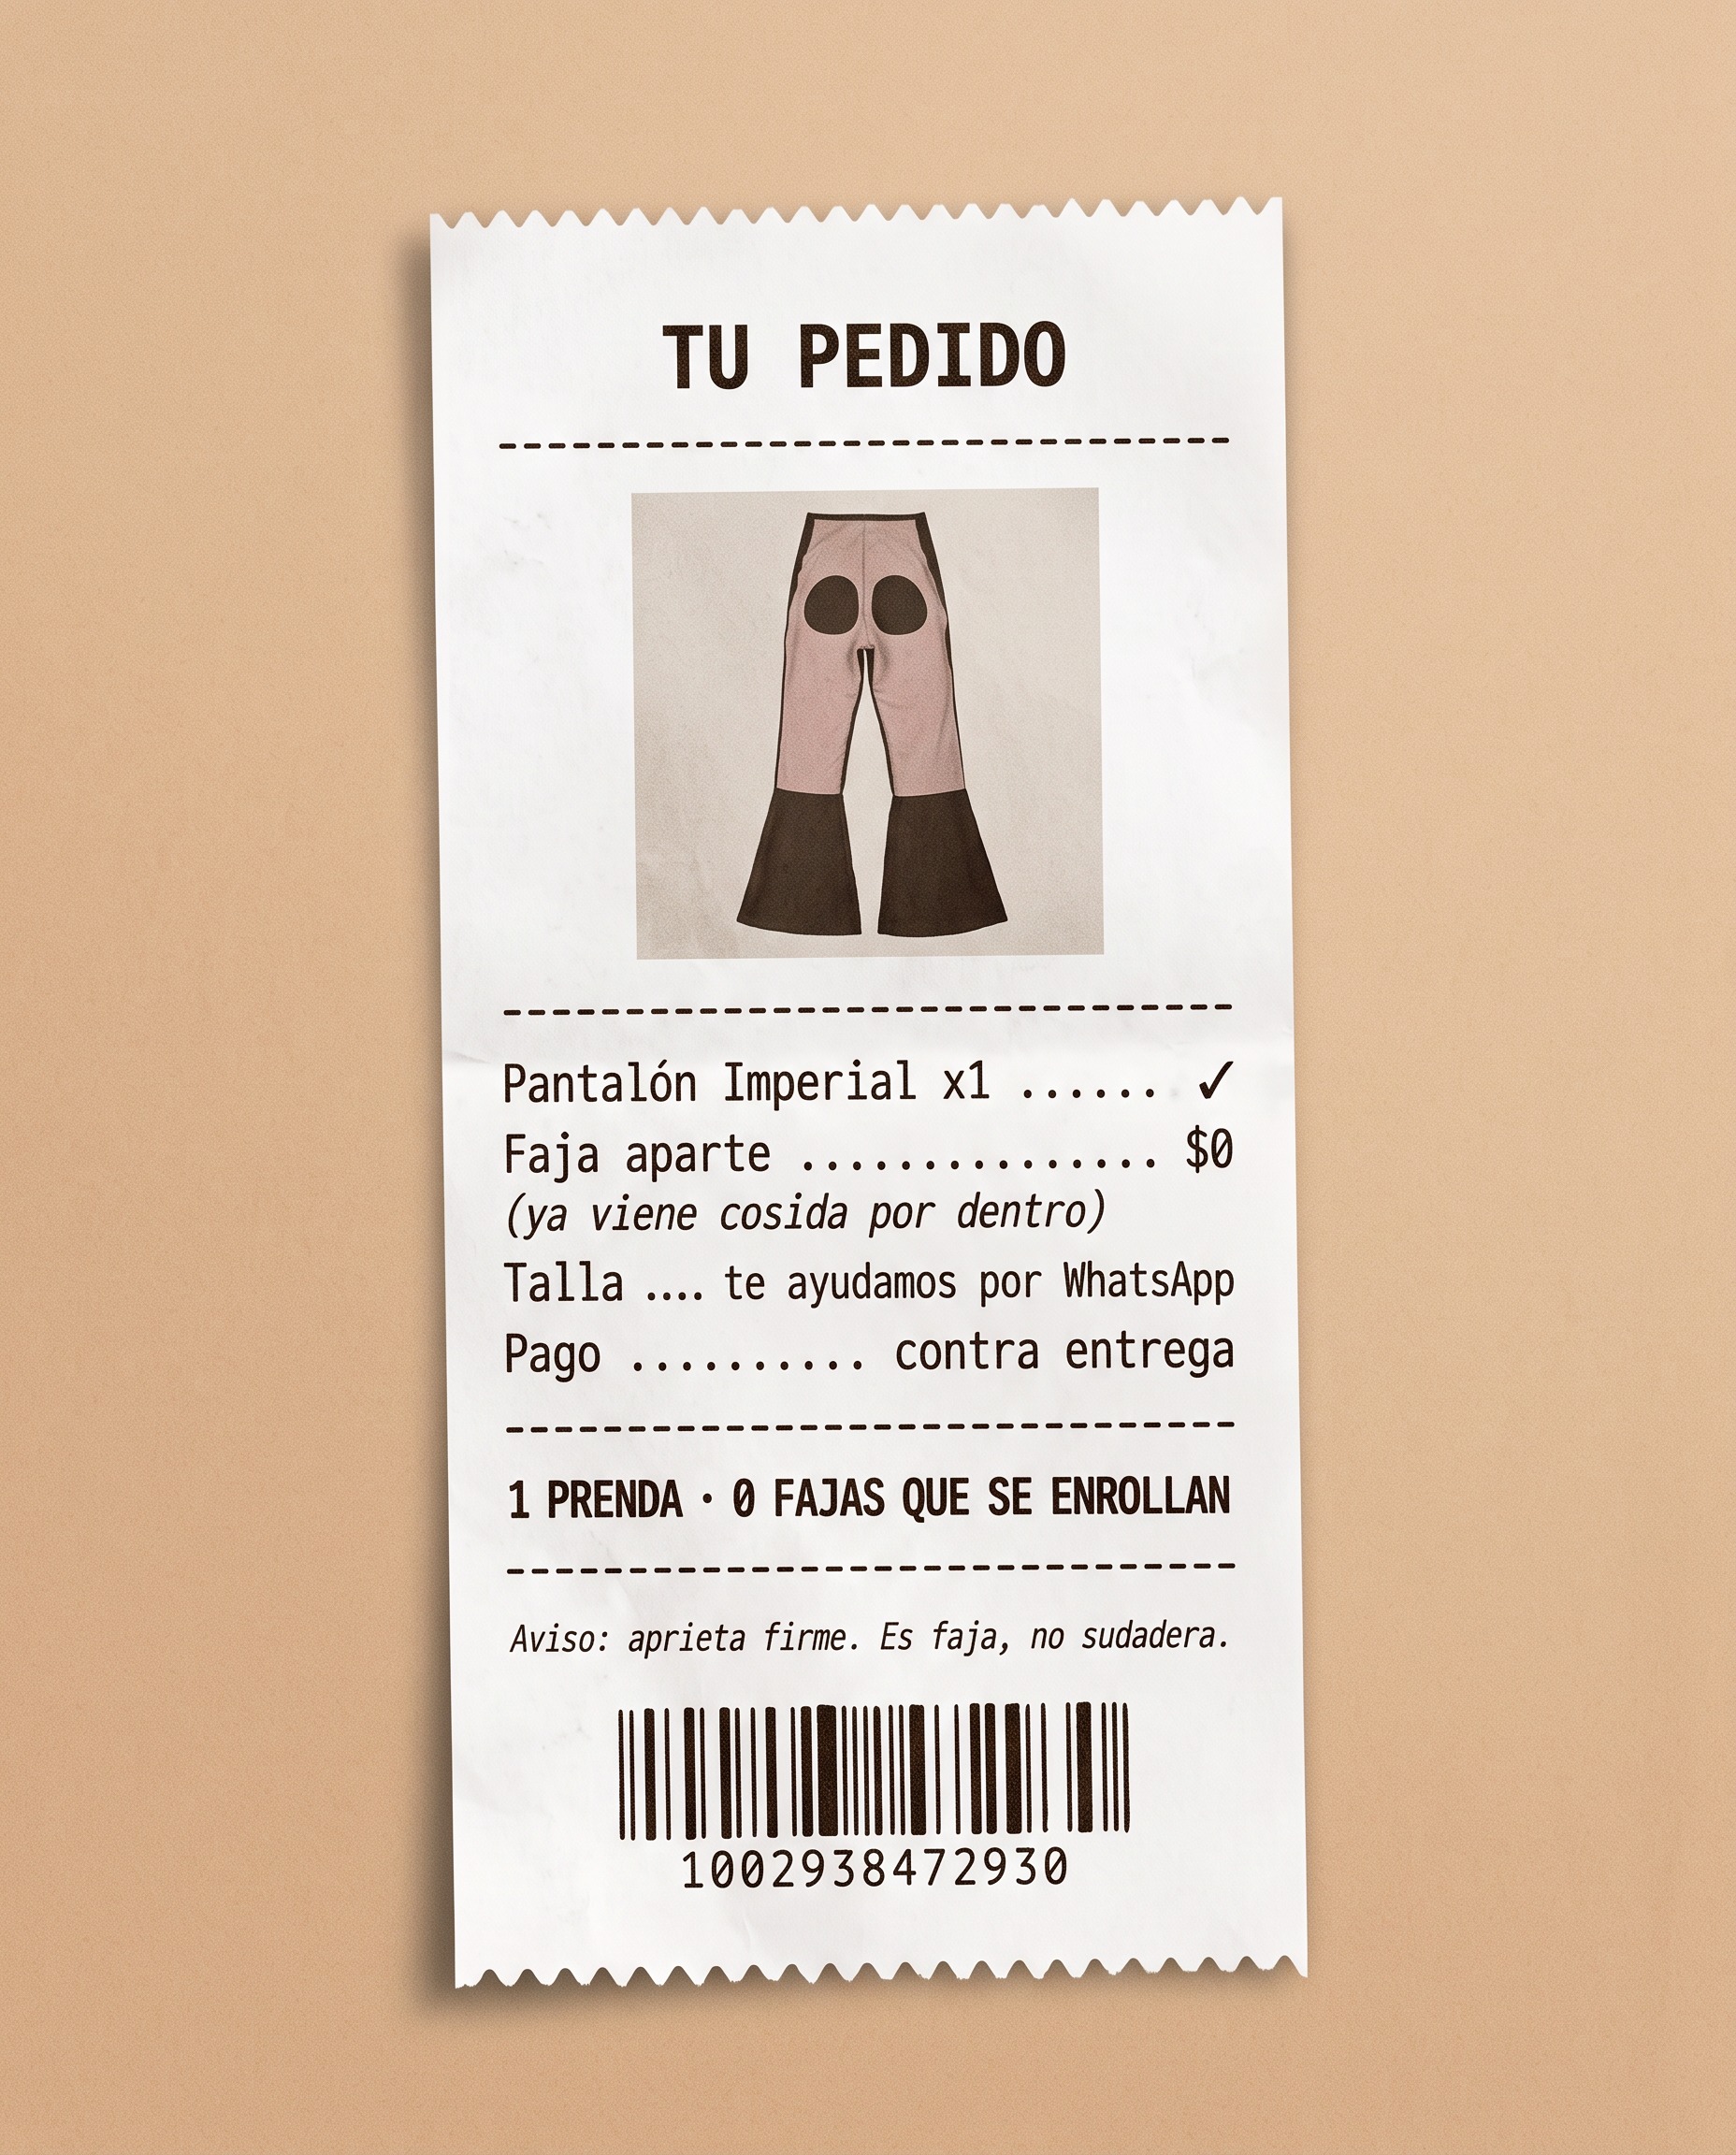 TU PEDIDO
Pantalón Imperial x1 ...... ✓
Faja aparte ............... $0
(ya viene cosida por dentro)
Talla .... te ayudamos por WhatsApp
Pago .......... contra entrega
1 PRENDA · 0 FAJAS QUE SE ENROLLAN
Aviso: aprieta firme. Es faja, no sudadera.
1002938472930